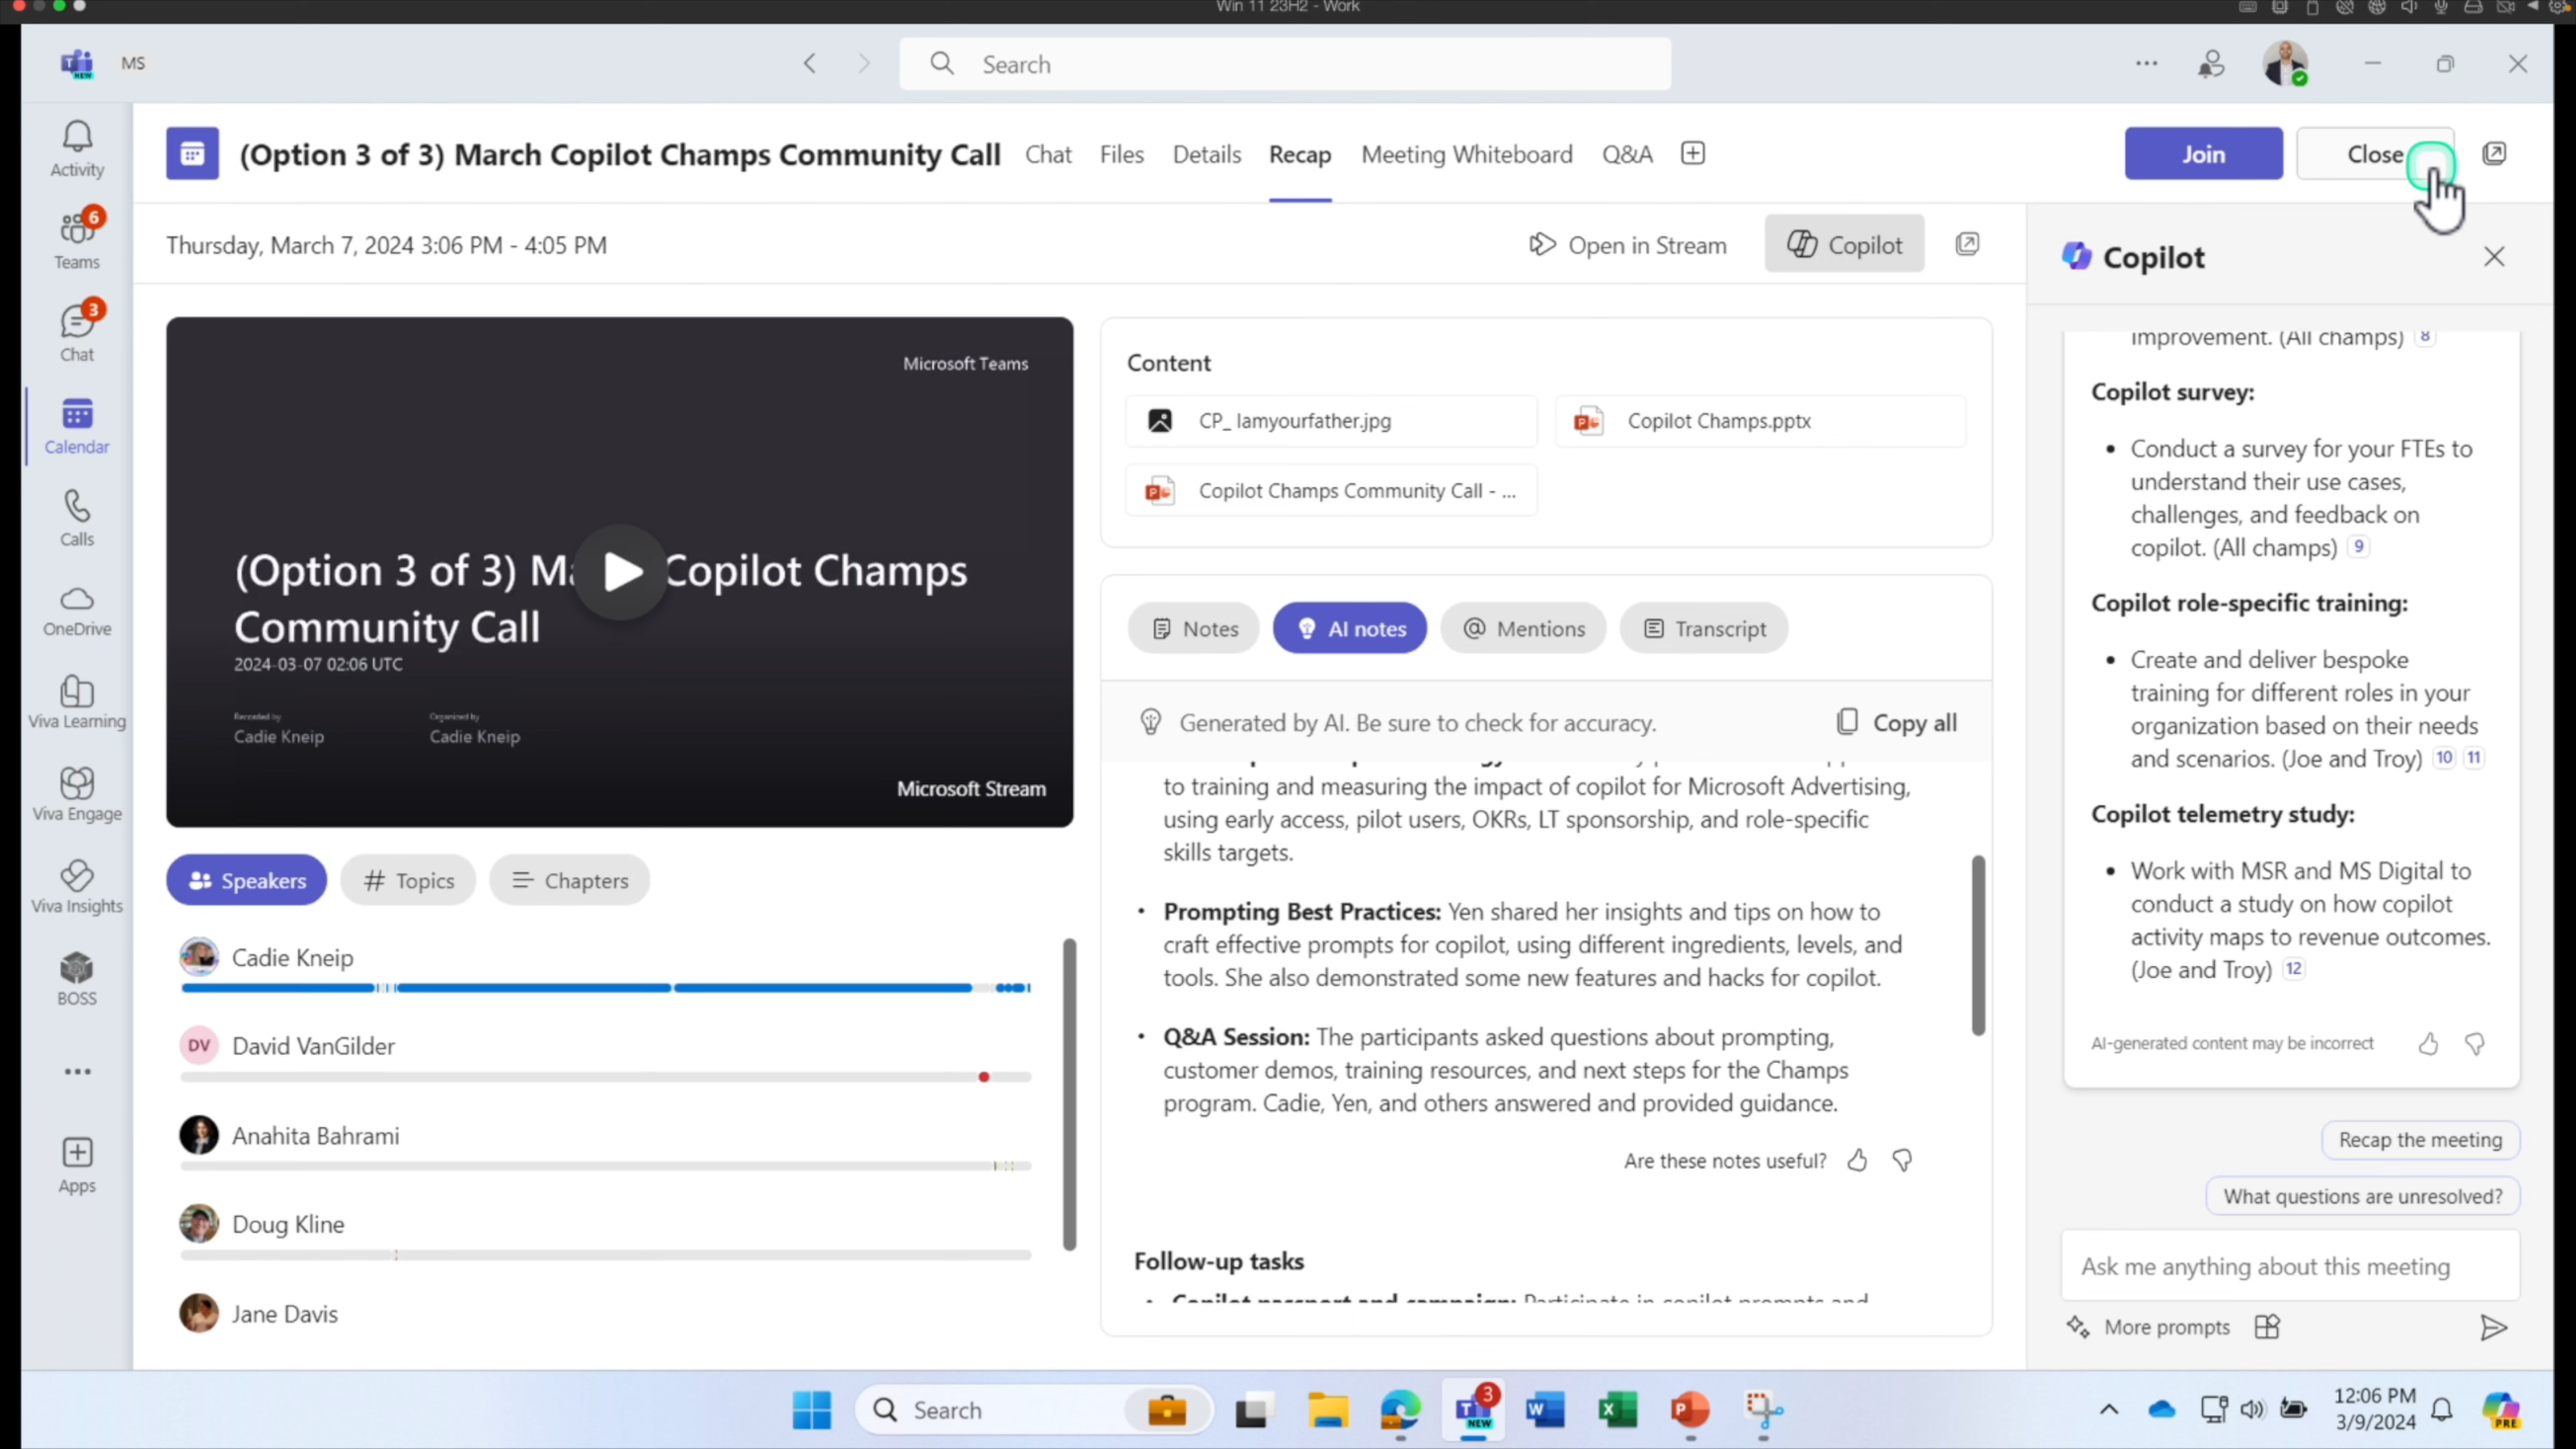 Win 11 23H2 - Work
MS
Search
Activity
6
Teams
3
Chat
Calendar
Calls
OneDrive
Viva Learning
Viva Engage
Viva Insights
BOSS
Apps
(Option 3 of 3) March Copilot Champs Community Call
Chat
Files
Details
Recap
Meeting Whiteboard
Q&A
Join
Close
Thursday, March 7, 2024 3:06 PM - 4:05 PM
Open in Stream
Copilot
Microsoft Teams
(Option 3 of 3) Copilot Champs
Community Call
2024-03-07 02:06 UTC
Recorded by
Organized by
Cadie Kneip
Cadie Kneip
Microsoft Stream
Speakers
Topics
Chapters
Cadie Kneip
DV
David VanGilder
Anahita Bahrami
Doug Kline
Jane Davis
Content
CP_ Iamyourfather.jpg
Copilot Champs.pptx
Copilot Champs Community Call - ...
Notes
AI notes
Mentions
Transcript
Generated by AI. Be sure to check for accuracy.
Copy all
to training and measuring the impact of copilot for Microsoft Advertising,
using early access, pilot users, OKRs, LT sponsorship, and role-specific
skills targets.
• Prompting Best Practices: Yen shared her insights and tips on how to
craft effective prompts for copilot, using different ingredients, levels, and
tools. She also demonstrated some new features and hacks for copilot.
• Q&A Session: The participants asked questions about prompting,
customer demos, training resources, and next steps for the Champs
program. Cadie, Yen, and others answered and provided guidance.
Are these notes useful?
Follow-up tasks
• Copilot passport and campaign: Participate in copilot prompts and
Copilot
improvement. (All champs) 8
Copilot survey:
• Conduct a survey for your FTEs to
understand their use cases,
challenges, and feedback on
copilot. (All champs) 9
Copilot role-specific training:
• Create and deliver bespoke
training for different roles in your
organization based on their needs
and scenarios. (Joe and Troy) 10 11
Copilot telemetry study:
• Work with MSR and MS Digital to
conduct a study on how copilot
activity maps to revenue outcomes.
(Joe and Troy) 12
AI-generated content may be incorrect
Recap the meeting
What questions are unresolved?
Ask me anything about this meeting
More prompts
Search
3
NEW
12:06 PM
3/9/2024
PRE